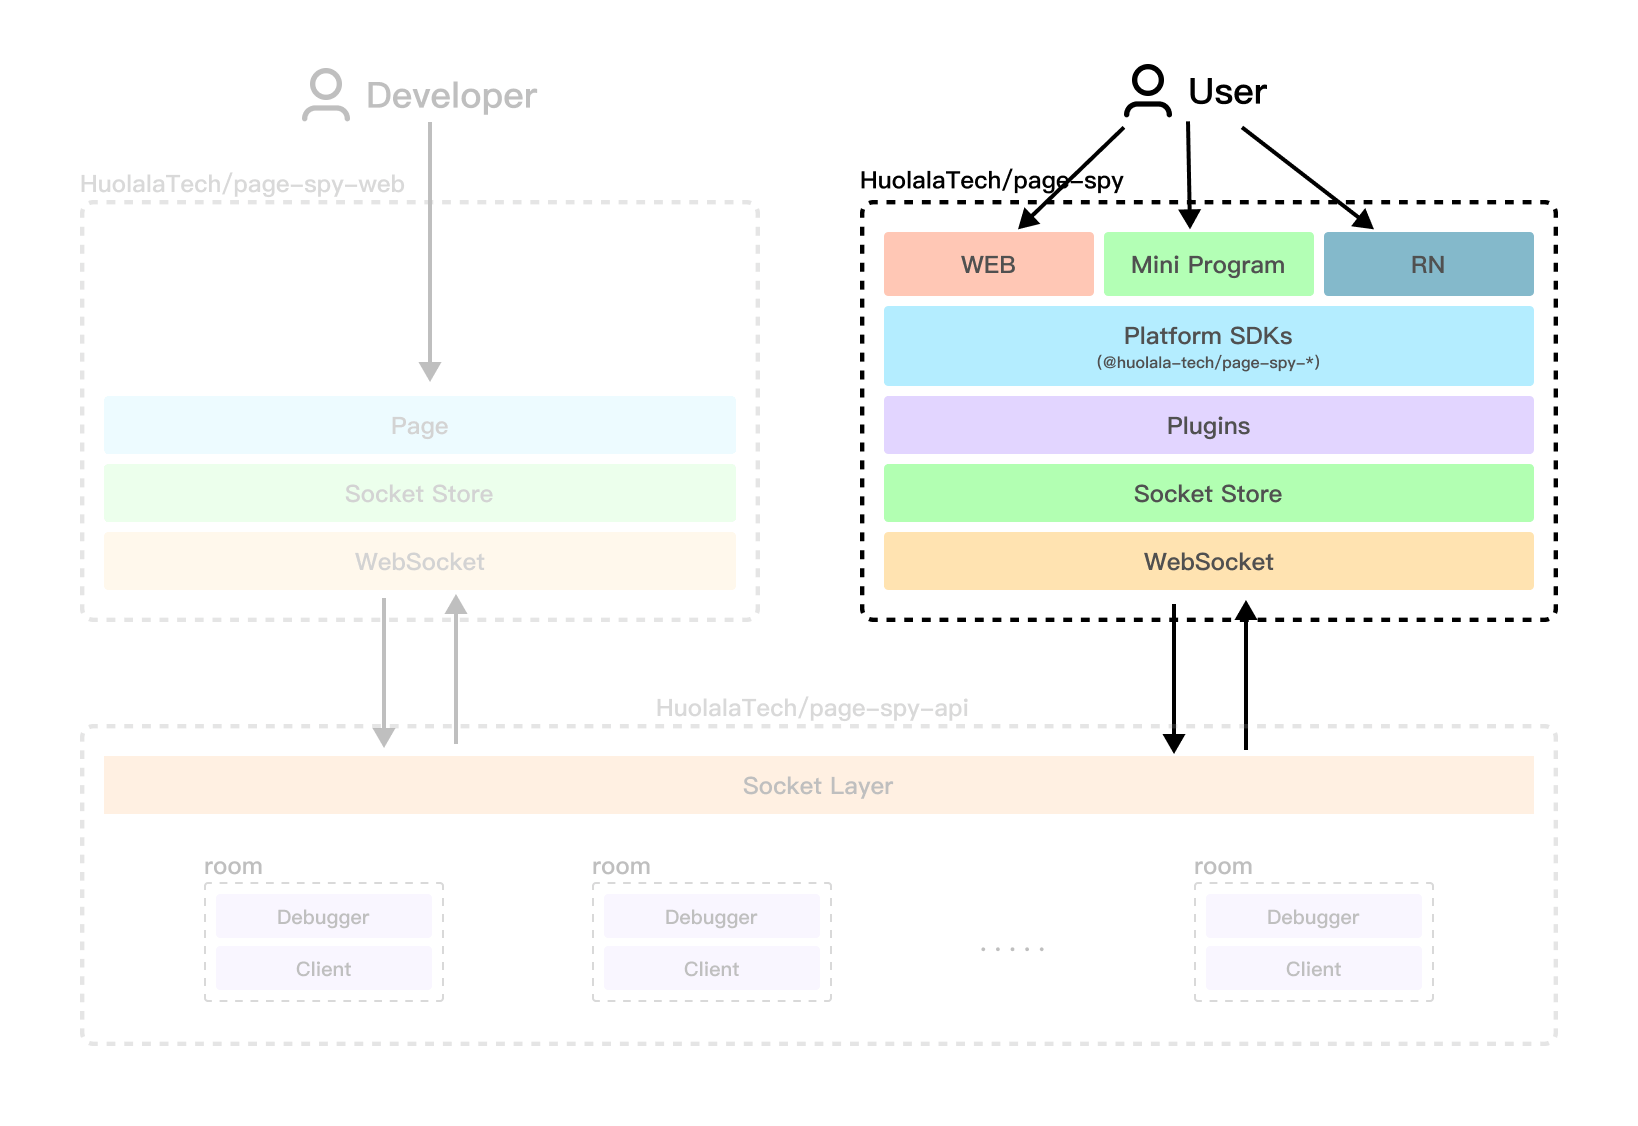 Developer
User
HuolalaTech/page-spy-web
HuolalaTech/page-spy
WEB
Mini Program
RN
Platform SDKs
(@huolala-tech/page-spy-*)
Page
Plugins
Socket Store
Socket Store
WebSocket
WebSocket
HuolalaTech/page-spy-api
Socket Layer
room
room
room
Debugger
Debugger
Debugger
.....
Client
Client
Client